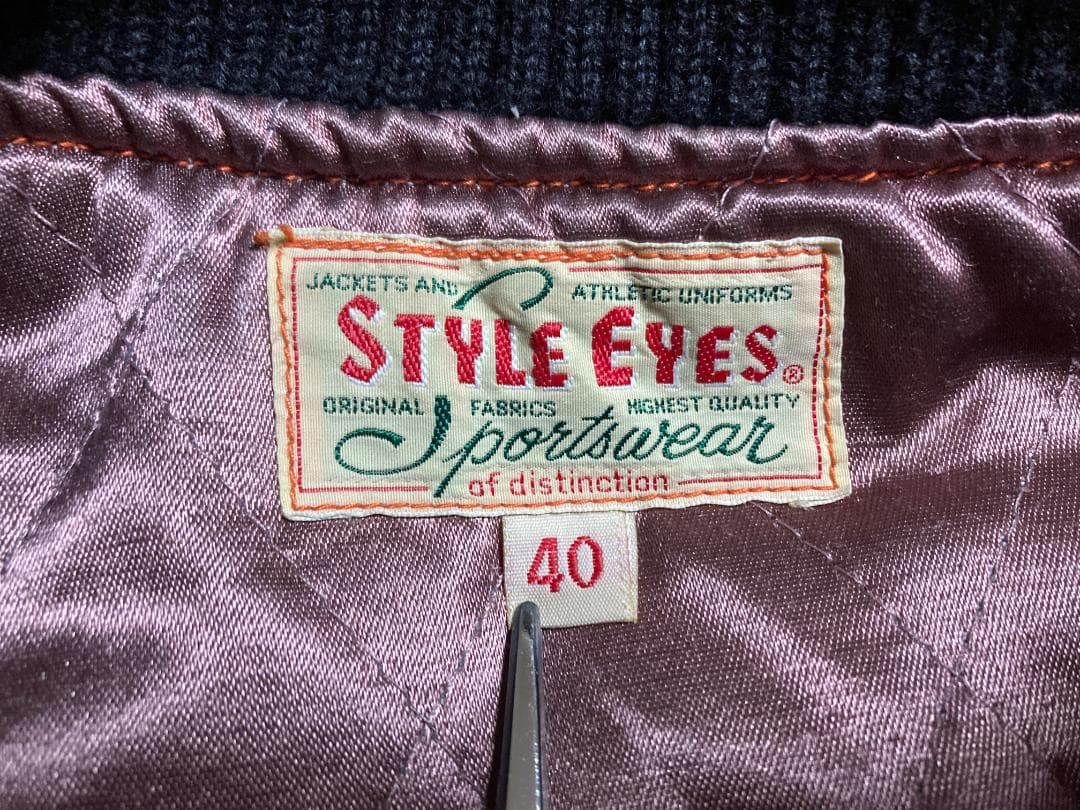 JACKETS AND ATHLETIC UNIFORMS
STYLE EYES®
ORIGINAL FABRICS HIGHEST QUALITY
Sportswear
of distinction
40